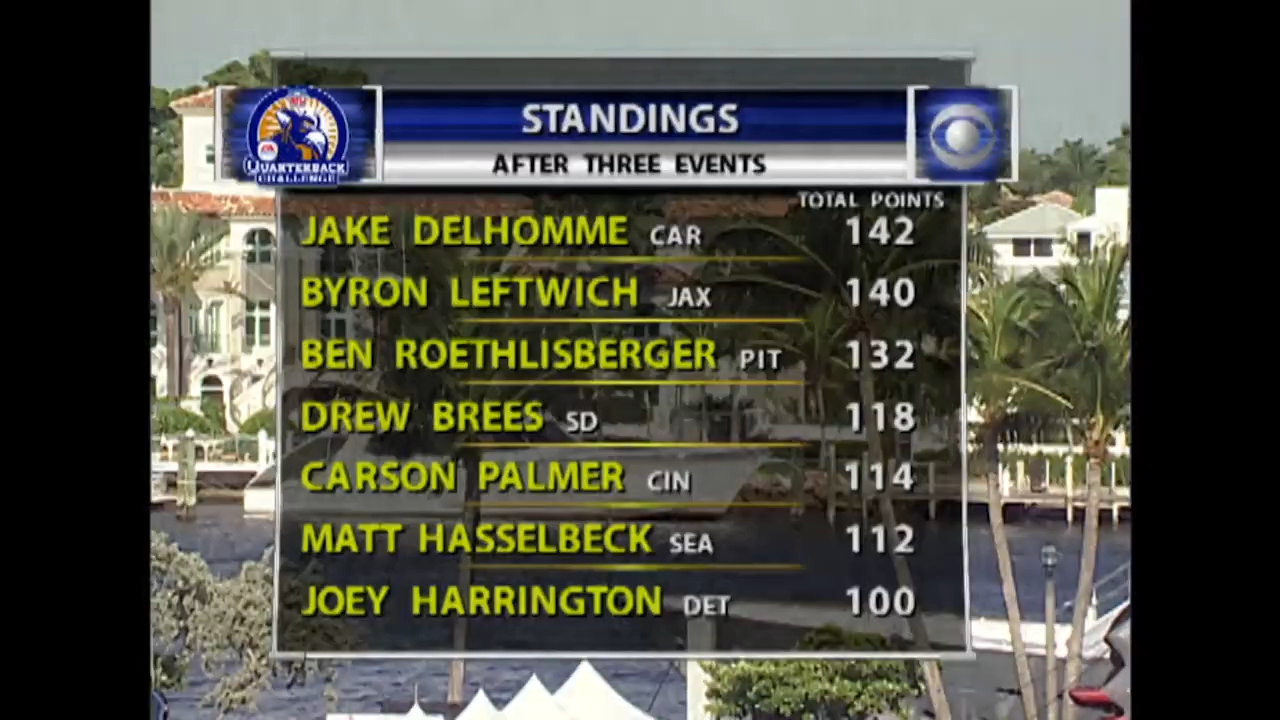 STANDINGS
AFTER THREE EVENTS
QUARTERBACK
CHALLENGE
TOTAL POINTS
JAKE DELHOMME CAR 142
BYRON LEFTWICH JAX 140
BEN ROETHLISBERGER PIT 132
DREW BREES SD 118
CARSON PALMER CIN 114
MATT HASSELBECK SEA 112
JOEY HARRINGTON DET 100